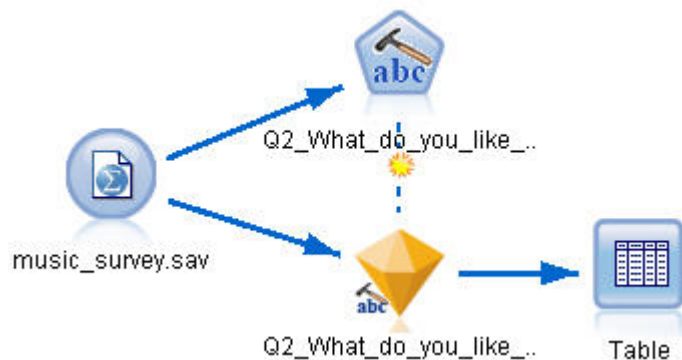 abc
Q2_What_do_you_like_..
Σ
music_survey.sav
abc
Q2_What_do_you_like_..
Table